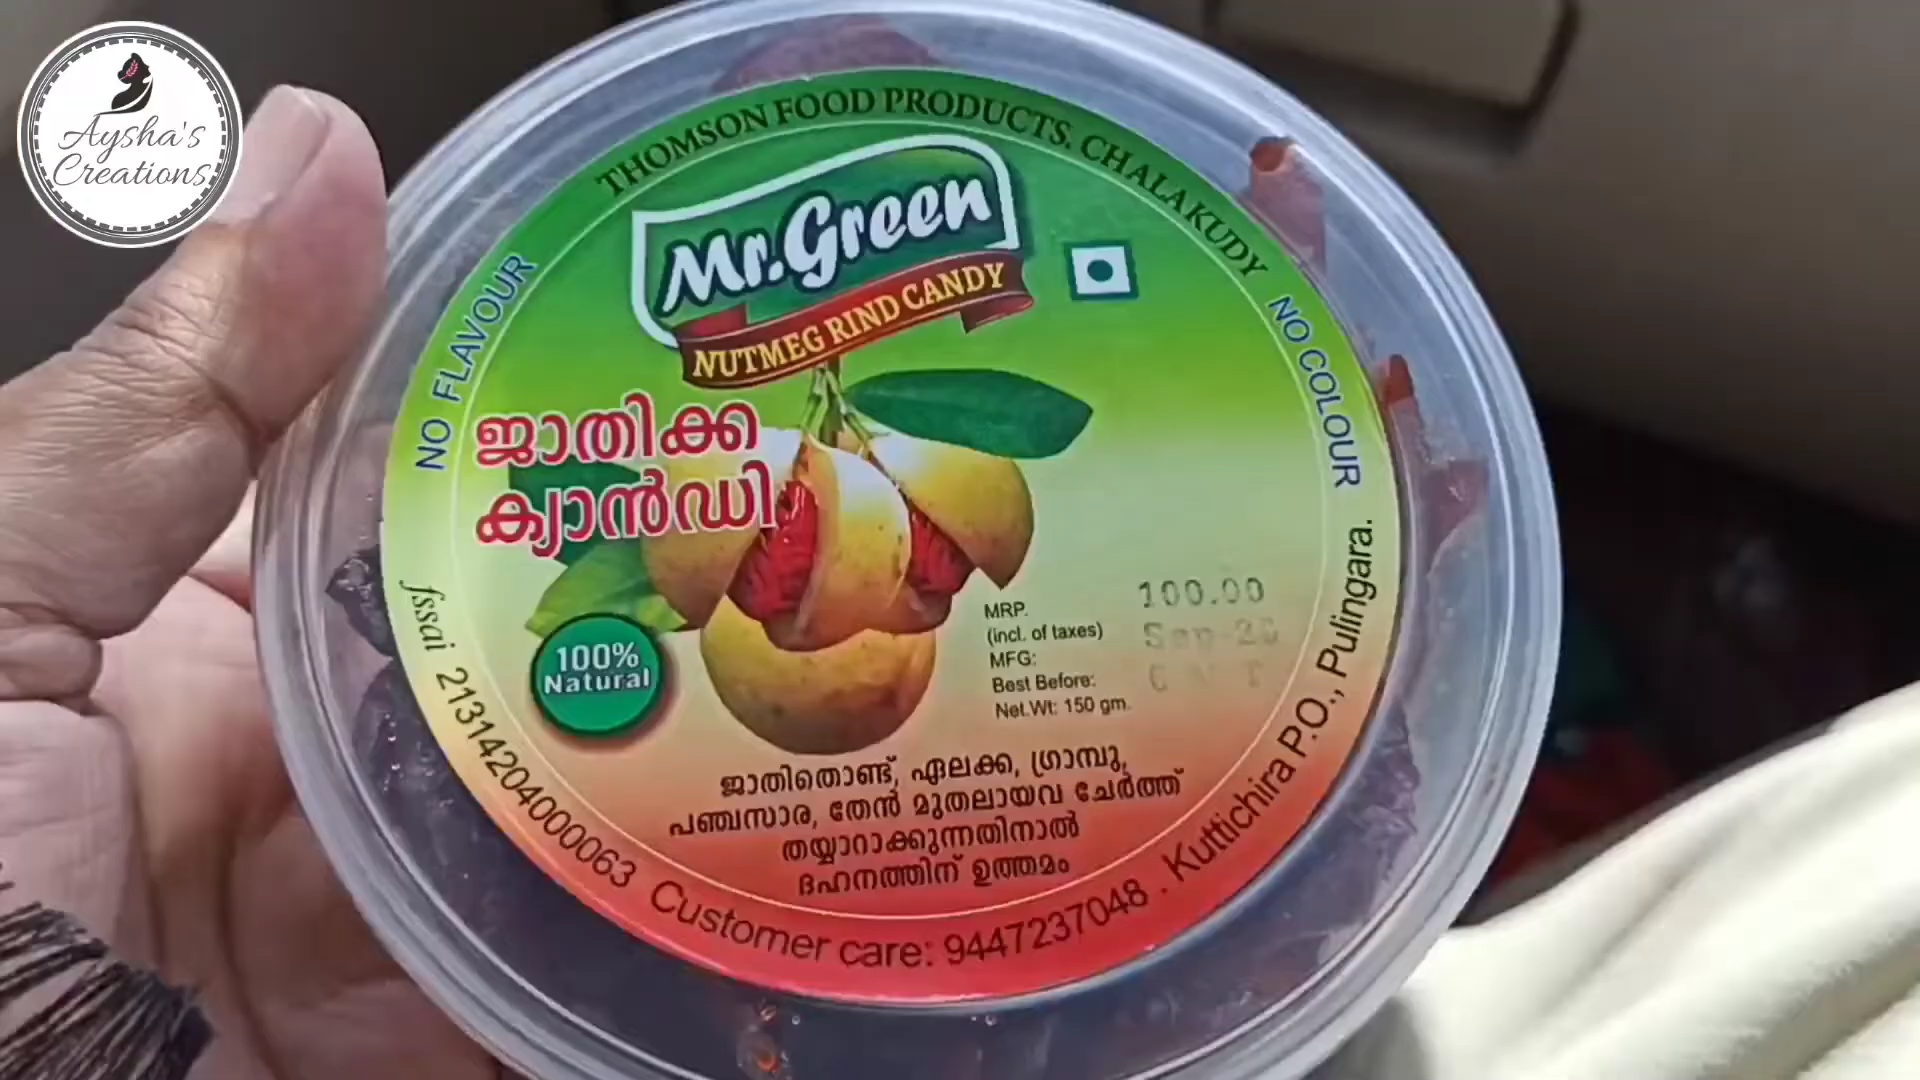 Aysha's
Creations
THOMSON FOOD PRODUCTS, CHALAKUDY
Mr.Green
NUTMEG RIND CANDY
NO FLAVOUR
NO COLOUR
ജാതിക്ക
ക്യാൻഡി
100%
Natural
MRP. 100.00
(incl. of taxes)
MFG:
Best Before:
Net.Wt: 150 gm.
ജാതിതൊണ്ട്, ഏലക്ക, ഗ്രാമ്പു,
പഞ്ചസാര, തേൻ മുതലായവ ചേർത്ത്
തയ്യാറാക്കുന്നതിനാൽ
ദഹനത്തിന് ഉത്തമം
fssai 21314204000063 Customer care: 9447237048 . Kuttichira P.O., Pulingara.